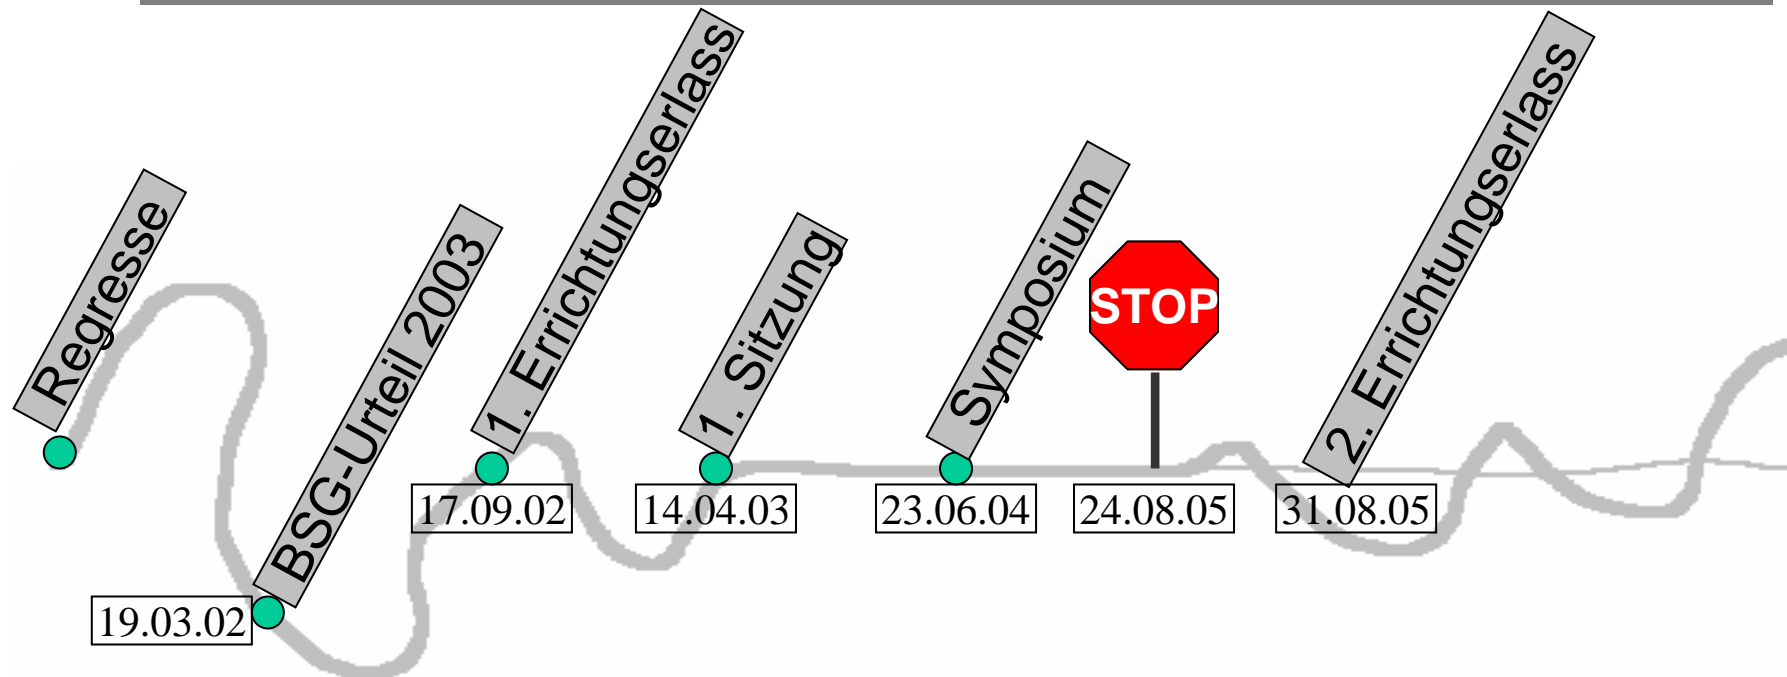 Regresse
BSG-Urteil 2003
19.03.02
1. Errichtungserlass
17.09.02
1. Sitzung
14.04.03
Symposium
23.06.04
STOP
24.08.05
2. Errichtungserlass
31.08.05